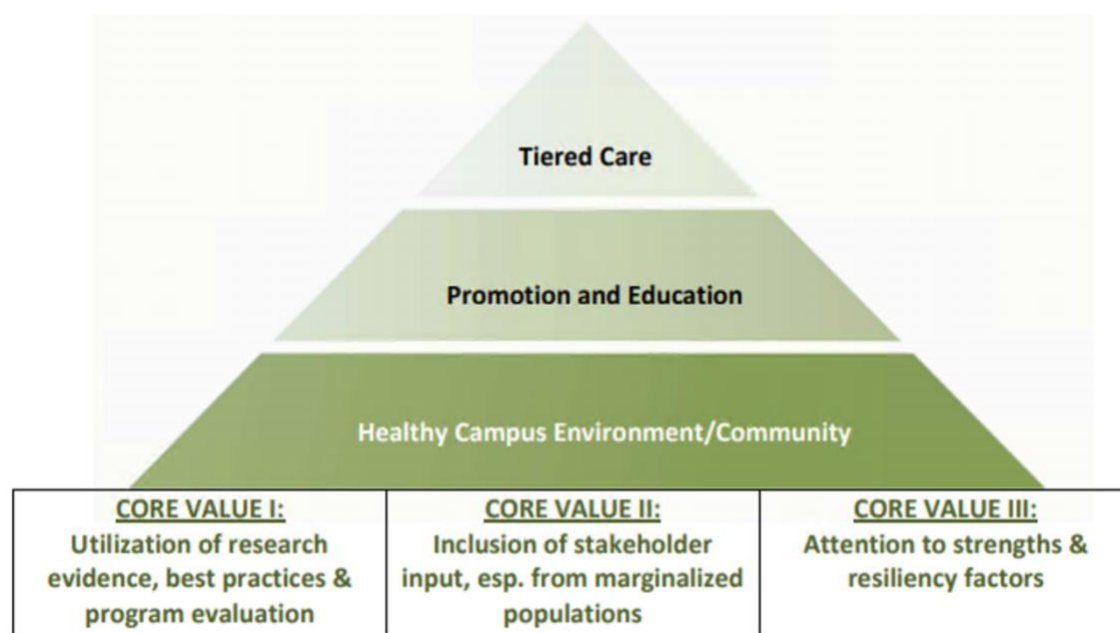 Tiered Care
Promotion and Education
Healthy Campus Environment/Community
CORE VALUE I:
Utilization of research
evidence, best practices &
program evaluation
CORE VALUE II:
Inclusion of stakeholder
input, esp. from marginalized
populations
CORE VALUE III:
Attention to strengths &
resiliency factors